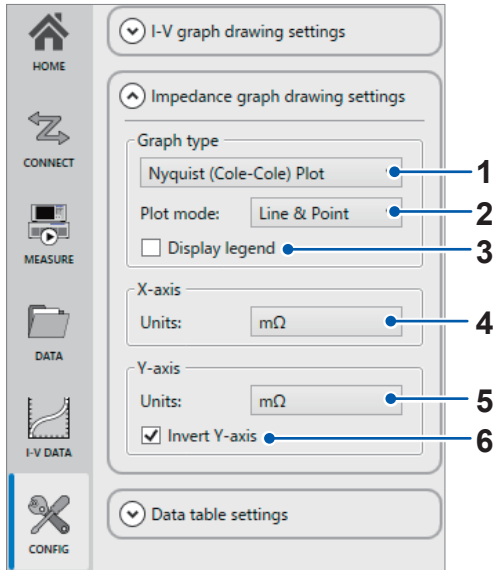 HOME
CONNECT
MEASURE
DATA
I-V DATA
CONFIG
I-V graph drawing settings
Impedance graph drawing settings
Graph type
Nyquist (Cole-Cole) Plot
1
Plot mode: Line & Point
2
Display legend
3
X-axis
Units: mΩ
4
Y-axis
Units: mΩ
5
Invert Y-axis
6
Data table settings